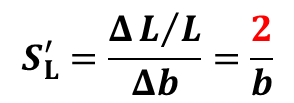 S′L = ΔL/L / Δb = 2 / b